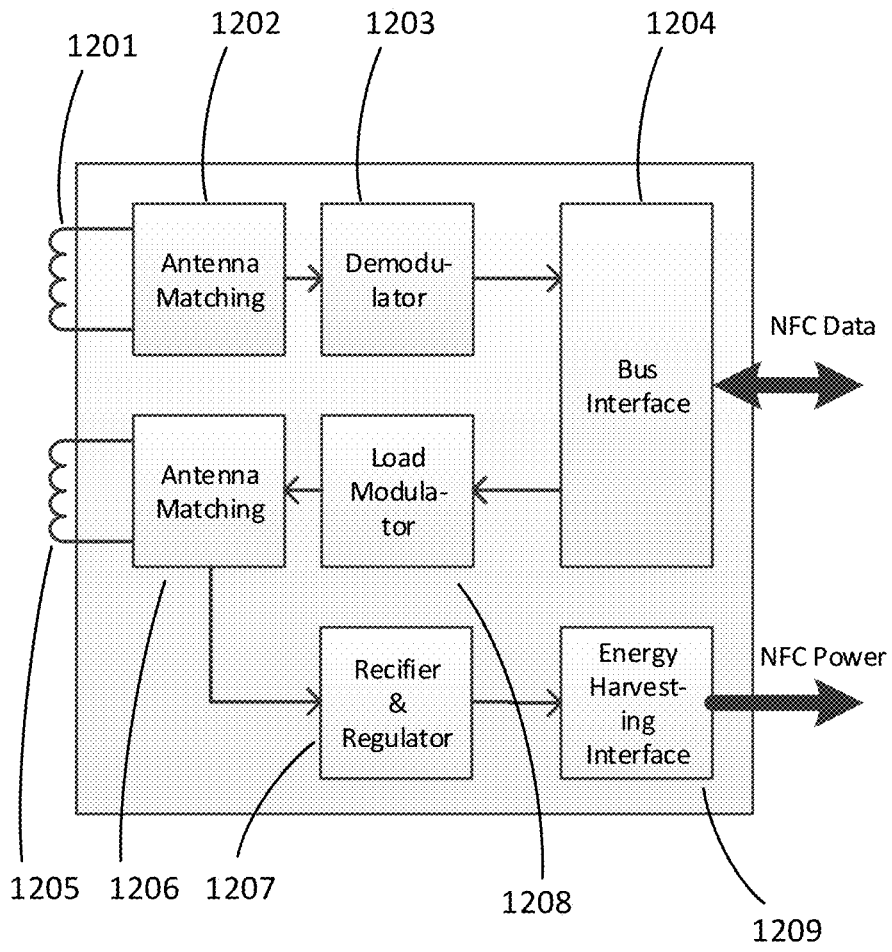 1201
1202
1203
1204
Antenna
Matching
Demodu-
lator
Bus
Interface
NFC Data
Antenna
Matching
Load
Modula-
tor
Rectifier
&
Regulator
Energy
Harvest-
ing
Interface
NFC Power
1205
1206
1207
1208
1209